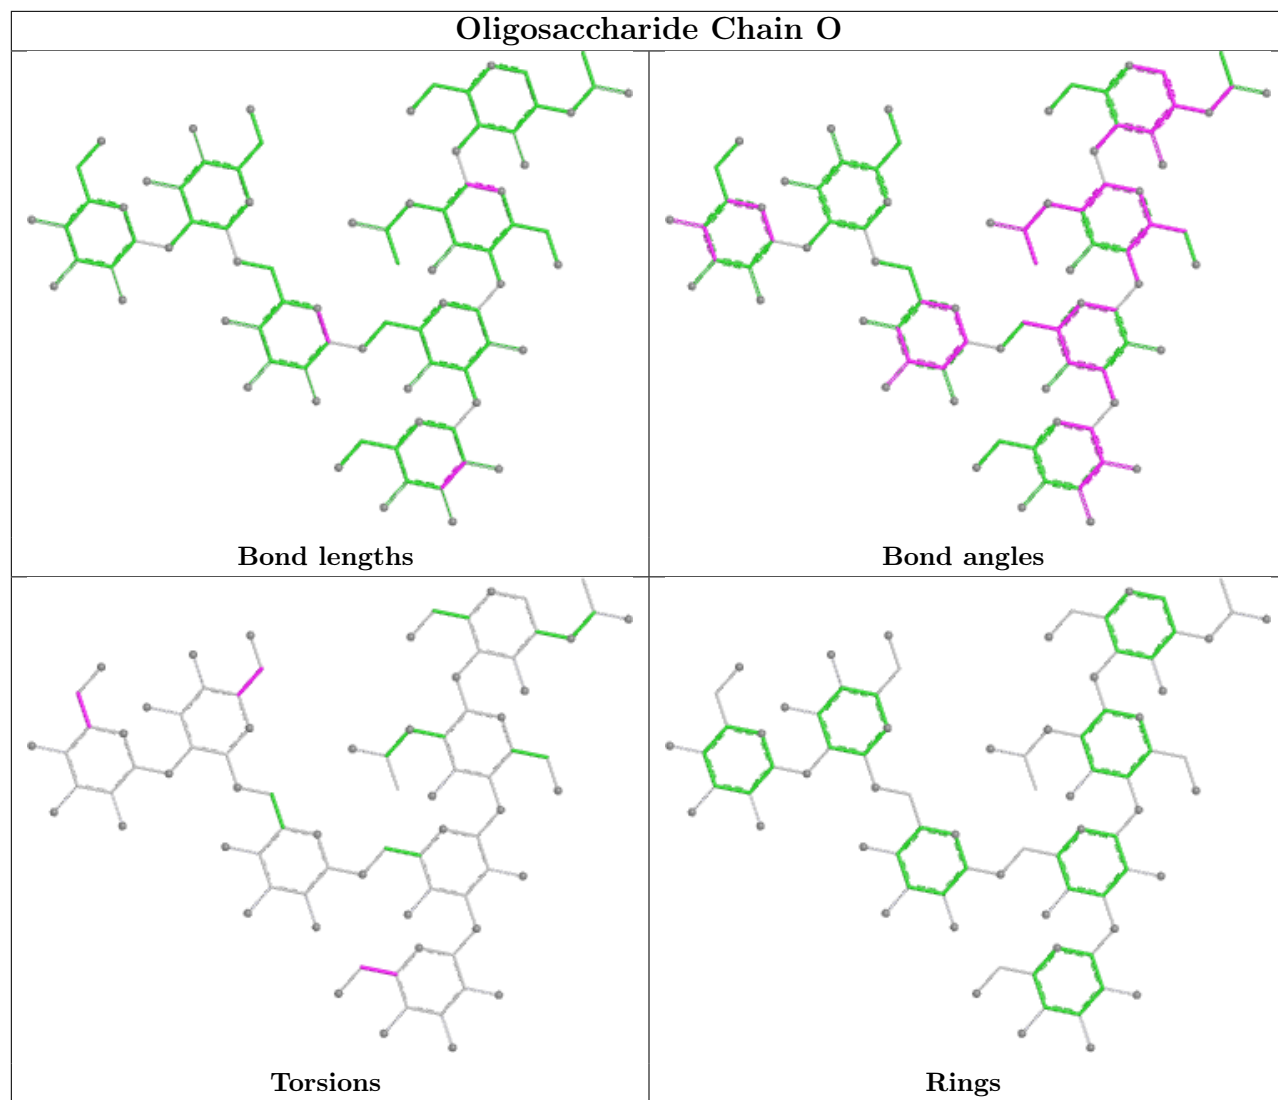 Oligosaccharide Chain O
Bond lengths
Bond angles
Torsions
Rings